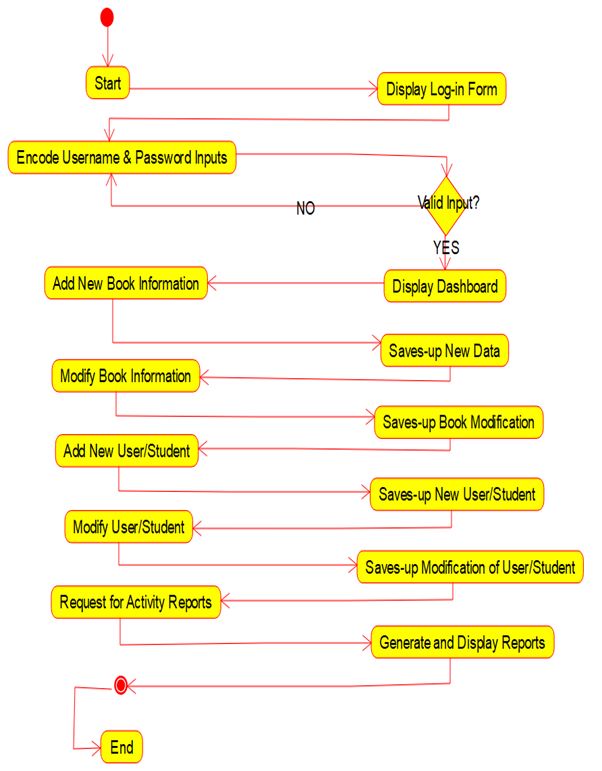 Start
Display Log-in Form
Encode Username & Password Inputs
Valid Input?
NO
YES
Add New Book Information
Display Dashboard
Saves-up New Data
Modify Book Information
Saves-up Book Modification
Add New User/Student
Saves-up New User/Student
Modify User/Student
Saves-up Modification of User/Student
Request for Activity Reports
Generate and Display Reports
End